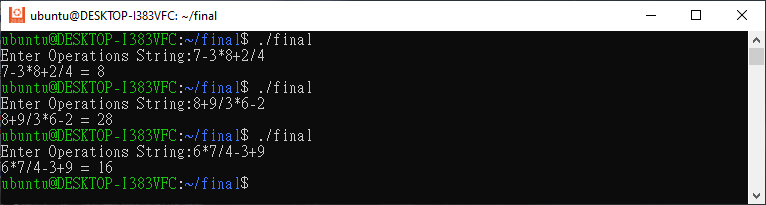 ubuntu@DESKTOP-I383VFC: ~/final
ubuntu@DESKTOP-I383VFC:~/final$ ./final
Enter Operations String:7-3*8+2/4
7-3*8+2/4 = 8
ubuntu@DESKTOP-I383VFC:~/final$ ./final
Enter Operations String:8+9/3*6-2
8+9/3*6-2 = 28
ubuntu@DESKTOP-I383VFC:~/final$ ./final
Enter Operations String:6*7/4-3+9
6*7/4-3+9 = 16
ubuntu@DESKTOP-I383VFC:~/final$